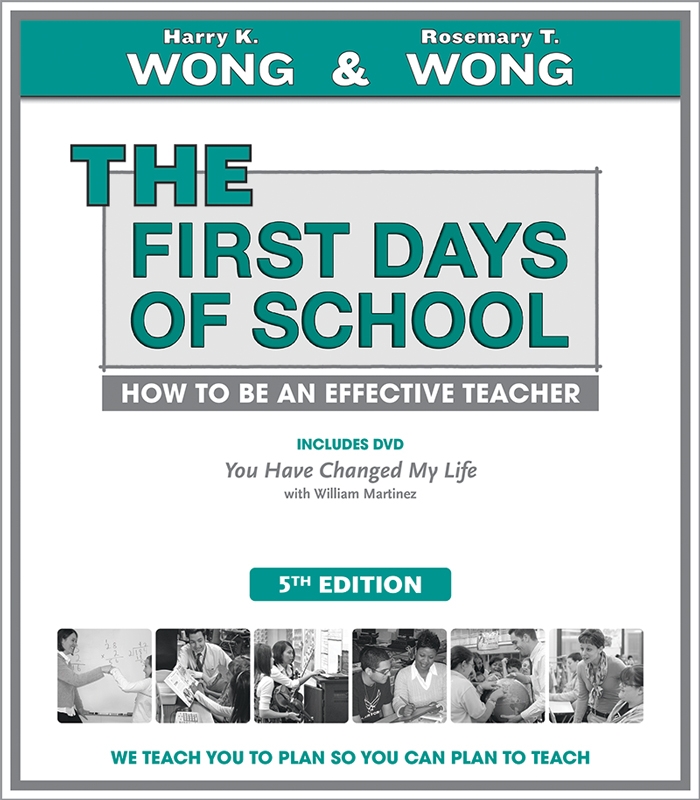 Harry K. Rosemary T.
WONG & WONG
THE
FIRST DAYS
OF SCHOOL
HOW TO BE AN EFFECTIVE TEACHER
INCLUDES DVD
You Have Changed My Life
with William Martinez
5TH EDITION
WE TEACH YOU TO PLAN SO YOU CAN PLAN TO TEACH